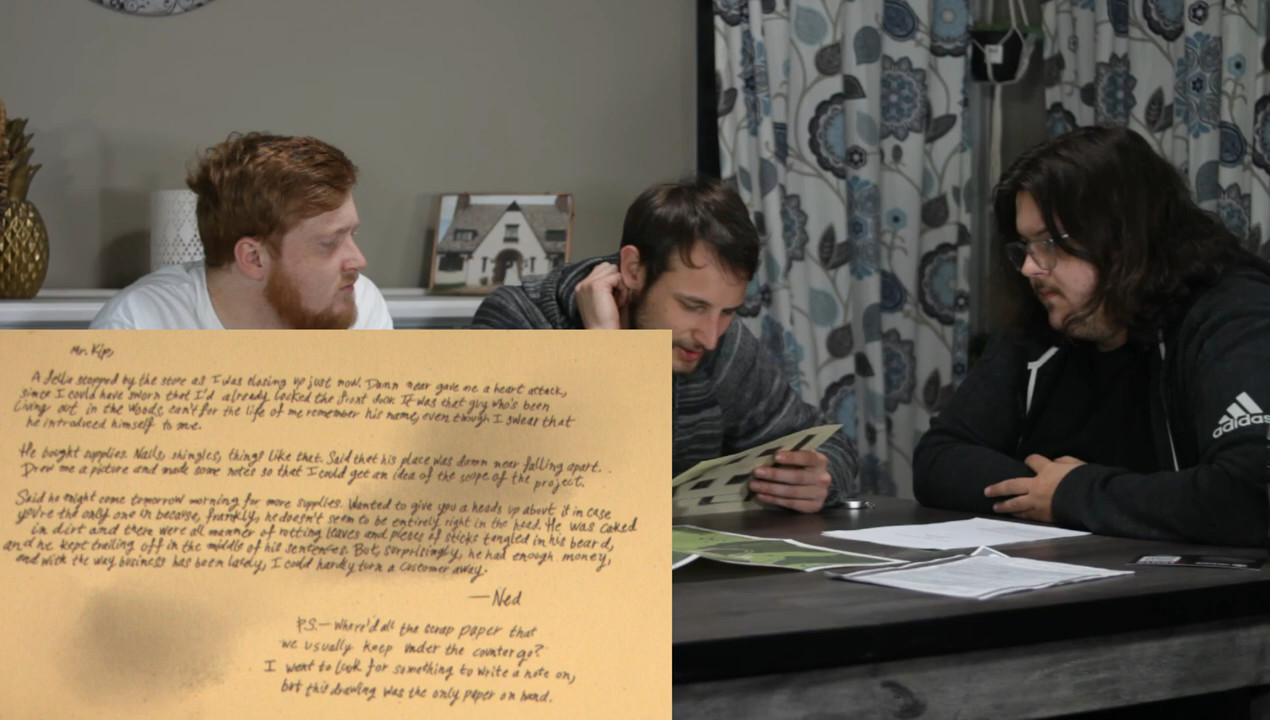 Mr. Kip,
A fella stopped by the store as I was closing up just now. Damn near gave me a heart attack,
since I could have sworn that I'd already locked the front door. It was that guy who's been
living out in the woods, can't for the life of me remember his name, even though I swear that
he introduced himself to me.
He bought supplies. Nails, shingles, things like that. Said that his place was damn near falling apart..
Drew me a picture and made some notes so that I could get an idea of the scope of the project.
Said he might come tomorrow morning for more supplies. Wanted to give you a heads up about it in case
you're the only one in because, frankly, he doesn't seem to be entirely right in the head. He was caked
in dirt and there were all manner of rotting leaves and pieses of sticks tangled in his beard,
and he kept trailing off in the middle of his sentences. But, surprisingly, he had enough money,
and with the way business has been lately, I could hardly turn a customer away.
—Ned
P.S.— Where'd all the scrap paper that
we usually keep under the counter go?
I went to look for something to write a note on,
but this drawing was the only paper on hand.
adidas